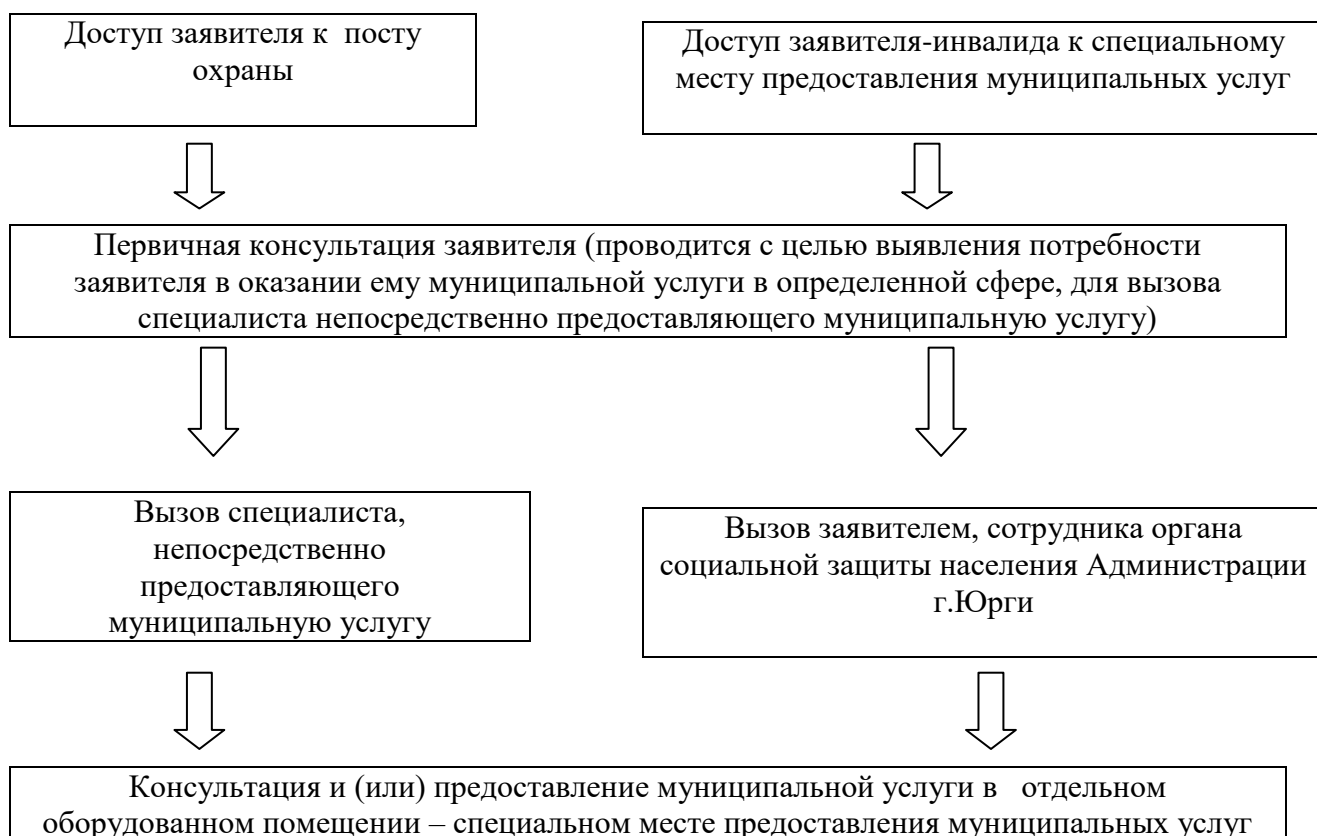 Доступ заявителя к посту
охраны
Доступ заявителя-инвалида к специальному
месту предоставления муниципальных услуг
Первичная консультация заявителя (проводится с целью выявления потребности
заявителя в оказании ему муниципальной услуги в определенной сфере, для вызова
специалиста непосредственно предоставляющего муниципальную услугу)
Вызов специалиста,
непосредственно
предоставляющего
муниципальную услугу
Вызов заявителем, сотрудника органа
социальной защиты населения Администрации
г.Юрги
Консультация и (или) предоставление муниципальной услуги в отдельном
оборудованном помещении – специальном месте предоставления муниципальных услуг